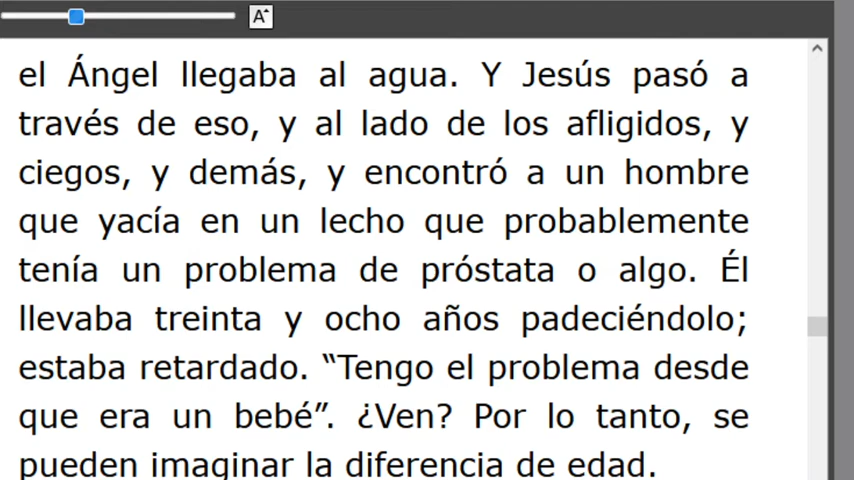 A
el Ángel llegaba al agua. Y Jesús pasó a
través de eso, y al lado de los afligidos, y
ciegos, y demás, y encontró a un hombre
que yacía en un lecho que probablemente
tenía un problema de próstata o algo. Él
llevaba treinta y ocho años padeciéndolo;
estaba retardado. “Tengo el problema desde
que era un bebé”. ¿Ven? Por lo tanto, se
pueden imaginar la diferencia de edad.